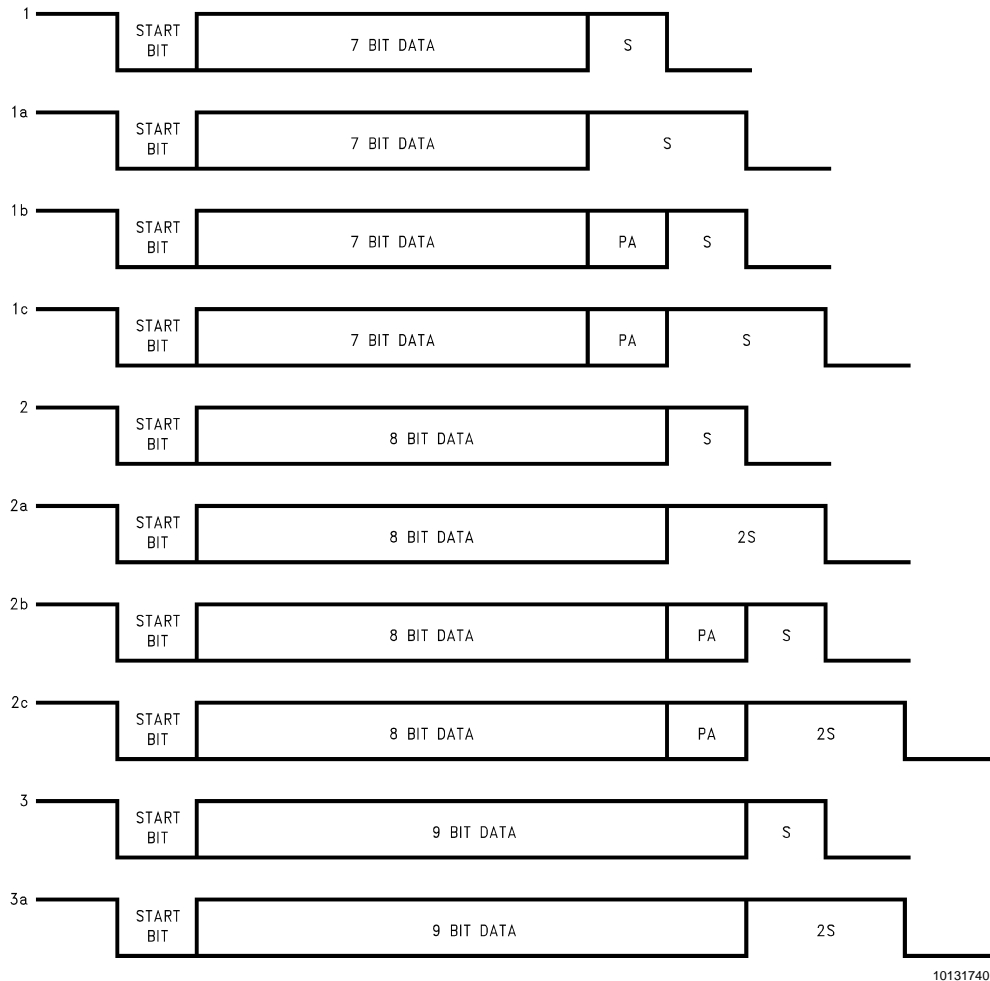 1
START
BIT
7 BIT DATA
S
1a
START
BIT
7 BIT DATA
S
1b
START
BIT
7 BIT DATA
PA
S
1c
START
BIT
7 BIT DATA
PA
S
2
START
BIT
8 BIT DATA
S
2a
START
BIT
8 BIT DATA
2S
2b
START
BIT
8 BIT DATA
PA
S
2c
START
BIT
8 BIT DATA
PA
2S
3
START
BIT
9 BIT DATA
S
3a
START
BIT
9 BIT DATA
2S
10131740